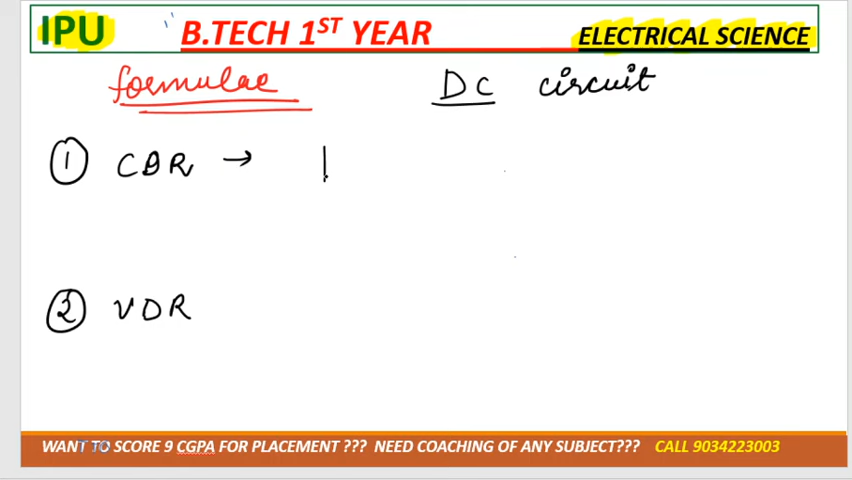 IPU B.TECH 1ST YEAR ELECTRICAL SCIENCE
formulae DC circuit
① CDR →
② VDR
WANT TO SCORE 9 CGPA FOR PLACEMENT ??? NEED COACHING OF ANY SUBJECT??? CALL 9034223003